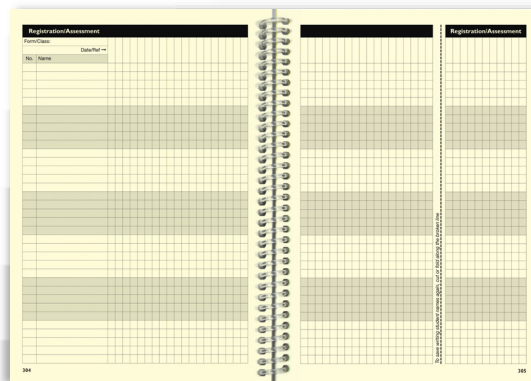 Registration/Assessment
Form/Class:
Date/Ref →
No. Name
304
To save writing student names again, cut or fold along the broken line
Registration/Assessment
305